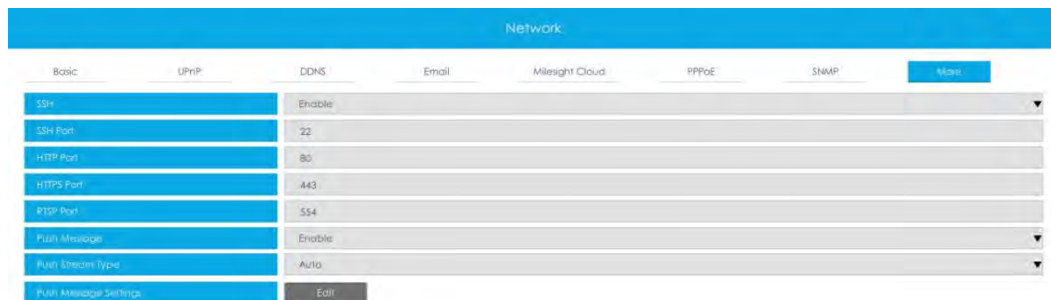 Network
Basic UPnP DDNS Email Milesight Cloud PPPoE SNMP More
SSH Enable
SSH Port 22
HTTP Port 80
HTTPS Port 443
RTSP Port 554
Push Message Enable
Push Stream Type Auto
Push Message Settings Edit